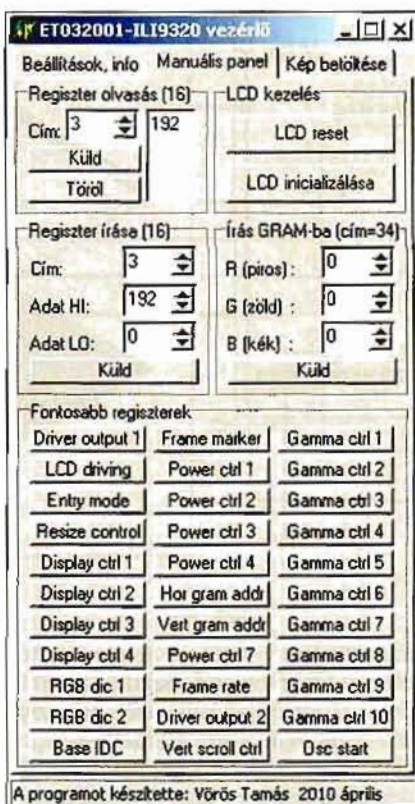 ET032001-ILI9320 vezérlő
Beállítások, info Manuális panel Kép betöltése
Regiszter olvasás (16)
Cím: 3 192
Küld
Töröl
LCD kezelés
LCD reset
LCD inicializálása
Regiszter írása (16)
Cím: 3
Adat HI: 192
Adat LO: 0
Küld
Írás GRAM-ba (cím=34)
R (piros) : 0
G (zöld) : 0
B (kék) : 0
Küld
Fontosabb regiszterek
Driver output 1 Frame marker Gamma ctrl 1
LCD driving Power ctrl 1 Gamma ctrl 2
Entry mode Power ctrl 2 Gamma ctrl 3
Resize control Power ctrl 3 Gamma ctrl 4
Display ctrl 1 Power ctrl 4 Gamma ctrl 5
Display ctrl 2 Hor gram addr Gamma ctrl 6
Display ctrl 3 Vert gram addr Gamma ctrl 7
Display ctrl 4 Power ctrl 7 Gamma ctrl 8
RGB dic 1 Frame rate Gamma ctrl 9
RGB dic 2 Driver output 2 Gamma ctrl 10
Base IDC Vert scroll ctrl Osc start
A programot készítette: Vörös Tamás 2010 április